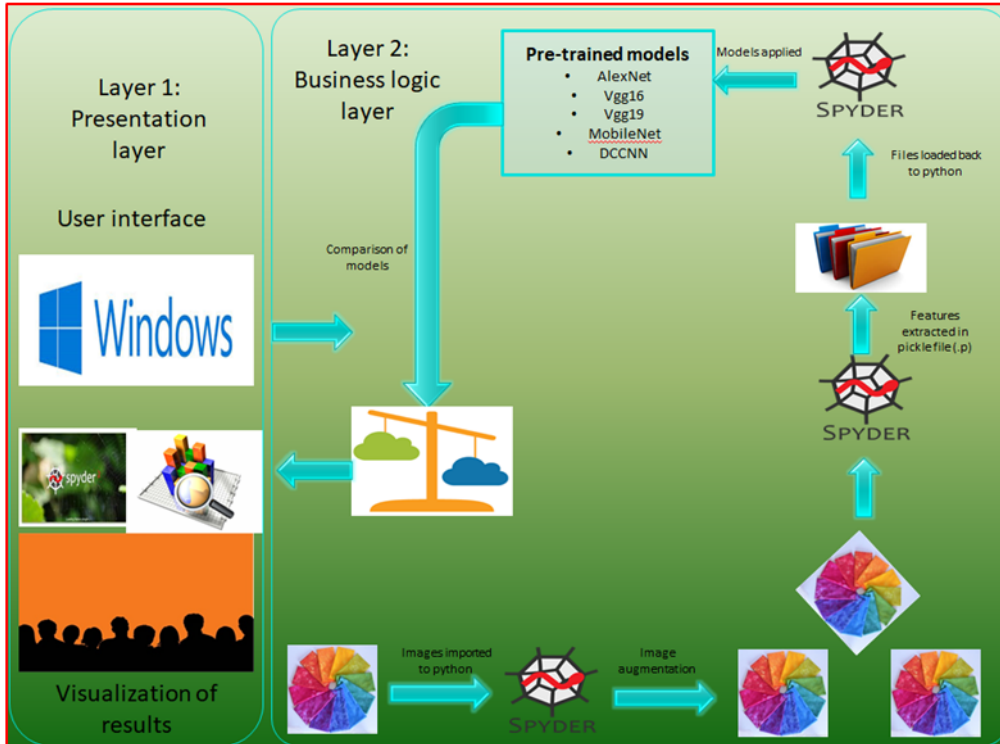 Layer 1:
Presentation
layer
User interface
Windows
spyder
Visualization of
results
Layer 2:
Business logic
layer
Pre-trained models
• AlexNet
• Vgg16
• Vgg19
• MobileNet
• DCCNN
Models applied
SPYDER
Files loaded back
to python
Comparison of
models
Features
extracted in
pickle file (.p)
SPYDER
Images imported
to python
SPYDER
Image
augmentation